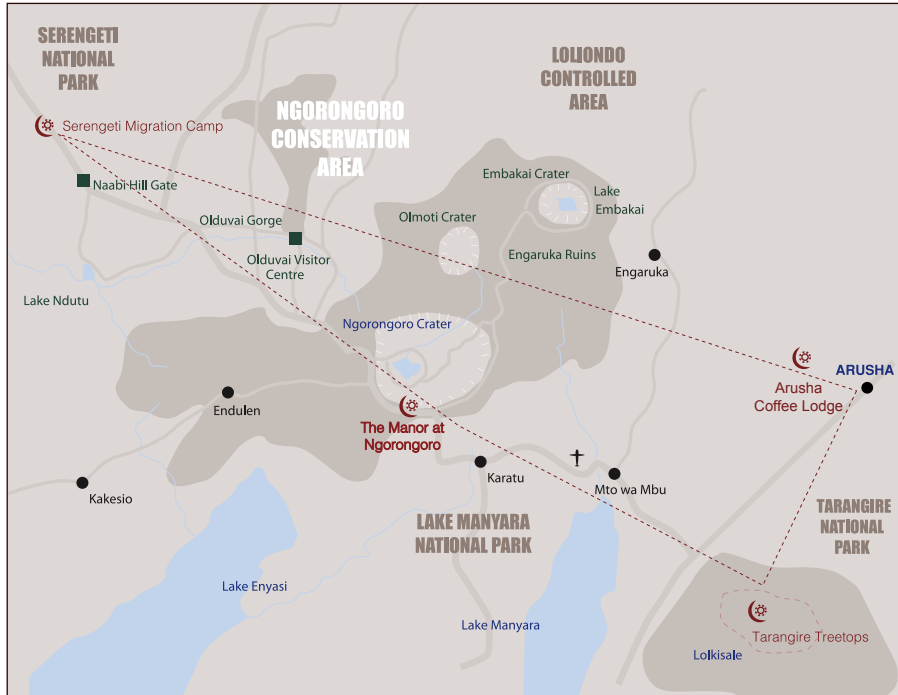 SERENGETI
NATIONAL
PARK
LOLIONDO
CONTROLLED
AREA
NGORONGORO
CONSERVATION
AREA
Serengeti Migration Camp
Naabi Hill Gate
Embakai Crater
Lake
Embakai
Olmoti Crater
Olduvai Gorge
Olduvai Visitor
Centre
Engaruka Ruins
Engaruka
Lake Ndutu
Ngorongoro Crater
ARUSHA
Arusha
Coffee Lodge
Endulen
The Manor at
Ngorongoro
Karatu
Mto wa Mbu
Kakesio
LAKE MANYARA
NATIONAL PARK
TARANGIRE
NATIONAL
PARK
Lake Enyasi
Lake Manyara
Tarangire Treetops
Lolkisale